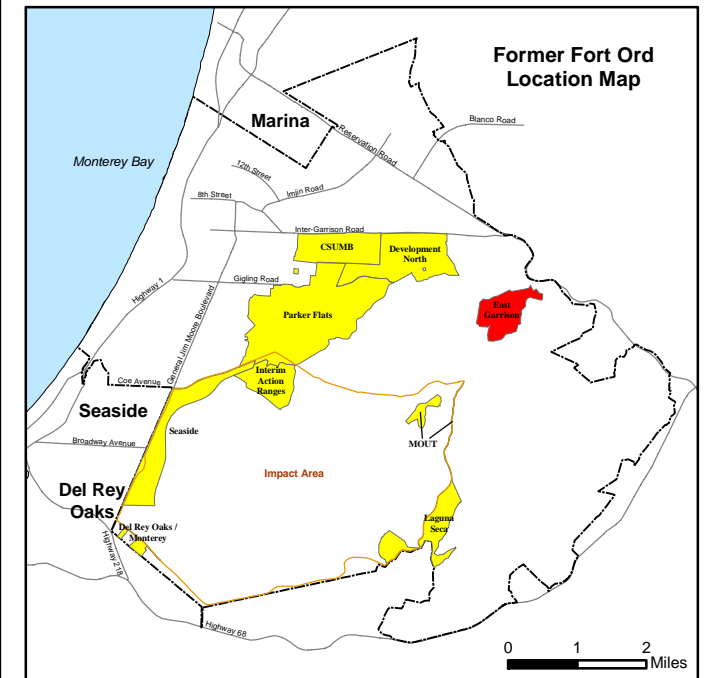 Former Fort Ord
Location Map
Marina
Blanco Road
Reservation Road
Monterey Bay
12th Street
Imjin Road
8th Street
Inter-Garrison Road
CSUMB
Development
North
Highway 1
Gigling Road
General Jim Moore Boulevard
East
Garrison
Parker Flats
Coe Avenue
Interim
Action
Ranges
Seaside
Seaside
Broadway Avenue
MOUT
Impact Area
Del Rey
Oaks
Laguna
Seca
Del Rey Oaks /
Monterey
Highway 218
Highway 68
0 1 2
Miles